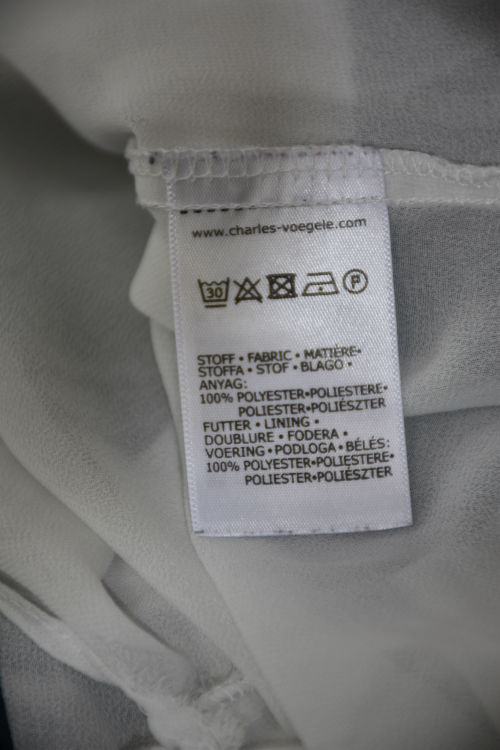 www.charles-voegele.com
30 P
STOFF • FABRIC • MATIÈRE•
STOFFA • STOF • BLAGO •
ANYAG:
100% POLYESTER•POLIESTERE•
POLIESTER•POLIÉSZTER
FUTTER • LINING •
DOUBLURE • FODERA •
VOERING • PODLOGA • BÉLÉS:
100% POLYESTER•POLIESTERE•
POLIESTER•POLIÉSZTER